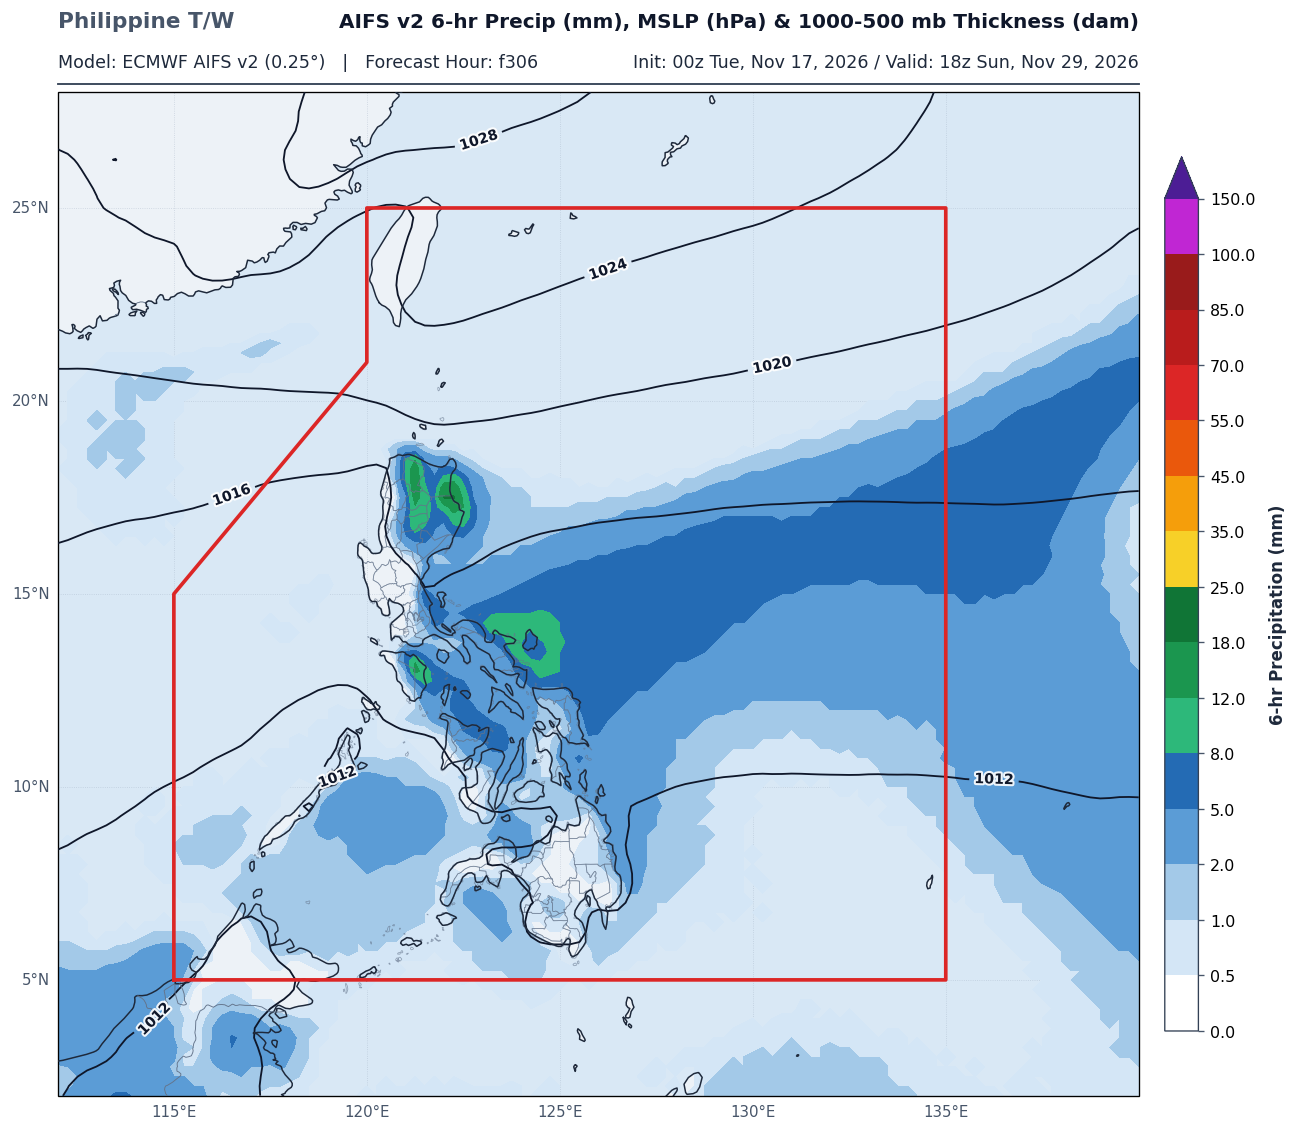 Philippine T/W
AIFS v2 6-hr Precip (mm), MSLP (hPa) & 1000-500 mb Thickness (dam)
Model: ECMWF AIFS v2 (0.25°) | Forecast Hour: f306
Init: 00z Tue, Nov 17, 2026 / Valid: 18z Sun, Nov 29, 2026
1028
1024
1020
1016
1012
1012
1012
25°N
20°N
15°N
10°N
5°N
115°E
120°E
125°E
130°E
135°E
150.0
100.0
85.0
70.0
55.0
45.0
35.0
25.0
18.0
12.0
8.0
5.0
2.0
1.0
0.5
0.0
6-hr Precipitation (mm)